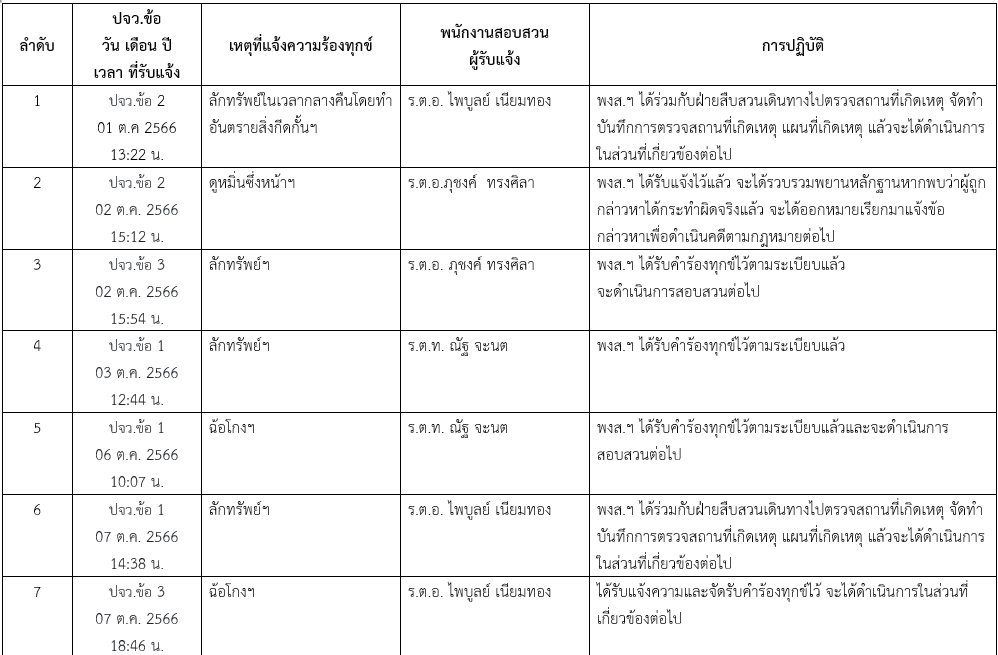 ลำดับ
ปจว.ข้อ
วัน เดือน ปี
เวลา ที่รับแจ้ง
เหตุที่แจ้งความร้องทุกข์
พนักงานสอบสวน
ผู้รับแจ้ง
การปฏิบัติ
1
ปจว.ข้อ 2
01 ต.ค 2566
13:22 น.
ลักทรัพย์ในเวลากลางคืนโดยทำ
อันตรายสิ่งกีดกั้นฯ
ร.ต.อ. ไพบูลย์ เนียมทอง
พงส.ฯ ได้ร่วมกับฝ่ายสืบสวนเดินทางไปตรวจสถานที่เกิดเหตุ จัดทำ
บันทึกการตรวจสถานที่เกิดเหตุ แผนที่เกิดเหตุ แล้วจะได้ดำเนินการ
ในส่วนที่เกี่ยวข้องต่อไป
2
ปจว.ข้อ 2
02 ต.ค. 2566
15:12 น.
ดูหมิ่นซึ่งหน้าฯ
ร.ต.อ.ภุชงค์ ทรงศิลา
พงส.ฯ ได้รับแจ้งไว้แล้ว จะได้รวบรวมพยานหลักฐานหากพบว่าผู้ถูก
กล่าวหาได้กระทำผิดจริงแล้ว จะได้ออกหมายเรียกมาแจ้งข้อ
กล่าวหาเพื่อดำเนินคดีตามกฎหมายต่อไป
3
ปจว.ข้อ 3
02 ต.ค. 2566
15:54 น.
ลักทรัพย์ฯ
ร.ต.อ. ภุชงค์ ทรงศิลา
พงส.ฯ ได้รับคำร้องทุกข์ไว้ตามระเบียบแล้ว
จะดำเนินการสอบสวนต่อไป
4
ปจว.ข้อ 1
03 ต.ค. 2566
12:44 น.
ลักทรัพย์ฯ
ร.ต.ท. ณัฐ จะนต
พงส.ฯ ได้รับคำร้องทุกข์ไว้ตามระเบียบแล้ว
5
ปจว.ข้อ 1
06 ต.ค. 2566
10:07 น.
ฉ้อโกงฯ
ร.ต.ท. ณัฐ จะนต
พงส.ฯ ได้รับคำร้องทุกข์ไว้ตามระเบียบแล้วและจะดำเนินการ
สอบสวนต่อไป
6
ปจว.ข้อ 1
07 ต.ค. 2566
14:38 น.
ลักทรัพย์ฯ
ร.ต.อ. ไพบูลย์ เนียมทอง
พงส.ฯ ได้ร่วมกับฝ่ายสืบสวนเดินทางไปตรวจสถานที่เกิดเหตุ จัดทำ
บันทึกการตรวจสถานที่เกิดเหตุ แผนที่เกิดเหตุ แล้วจะได้ดำเนินการ
ในส่วนที่เกี่ยวข้องต่อไป
7
ปจว.ข้อ 3
07 ต.ค. 2566
18:46 น.
ฉ้อโกงฯ
ร.ต.อ. ไพบูลย์ เนียมทอง
ได้รับแจ้งความและจัดรับคำร้องทุกข์ไว้ จะได้ดำเนินการในส่วนที่
เกี่ยวข้องต่อไป